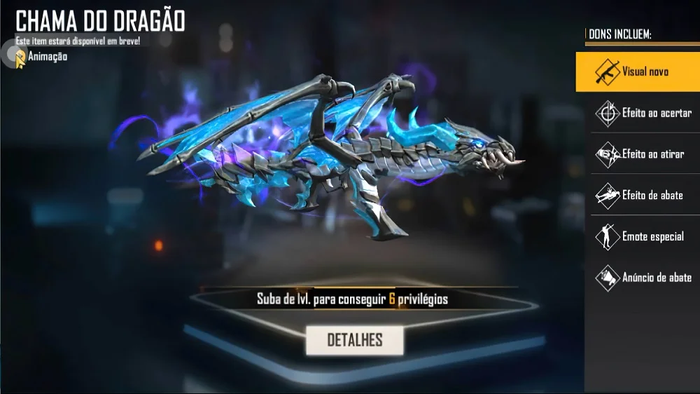 CHAMA DO DRAGÃO
Este item estará disponível em breve!
Animação
DONS INCLUEM:
Visual novo
Efeito ao acertar
Efeito ao atirar
Efeito de abate
Emote especial
Anúncio de abate
Suba de lvl. para conseguir 6 privilégios
DETALHES